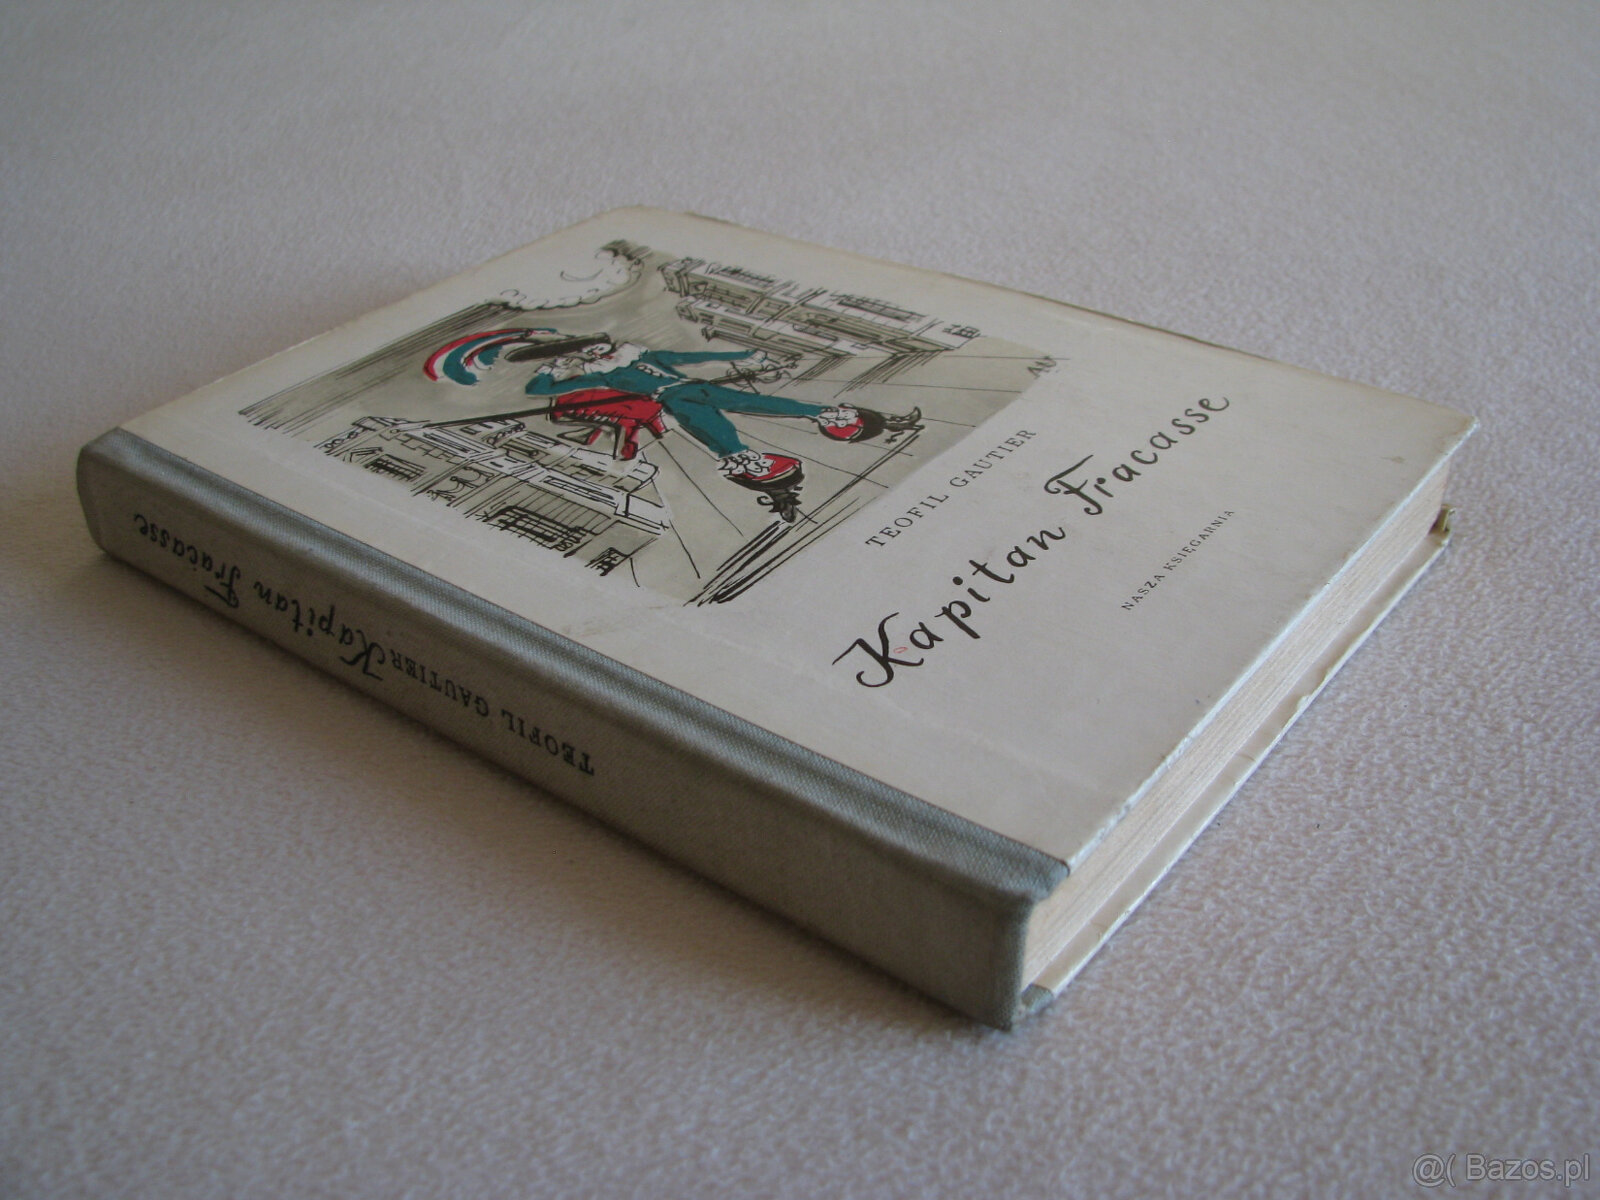 TEOFIL GAUTIER
Kapitan Fracasse
NASZA KSIĘGARNIA
TEOFIL GAUTIER Kapitan Fracasse
@( Bazos.pl